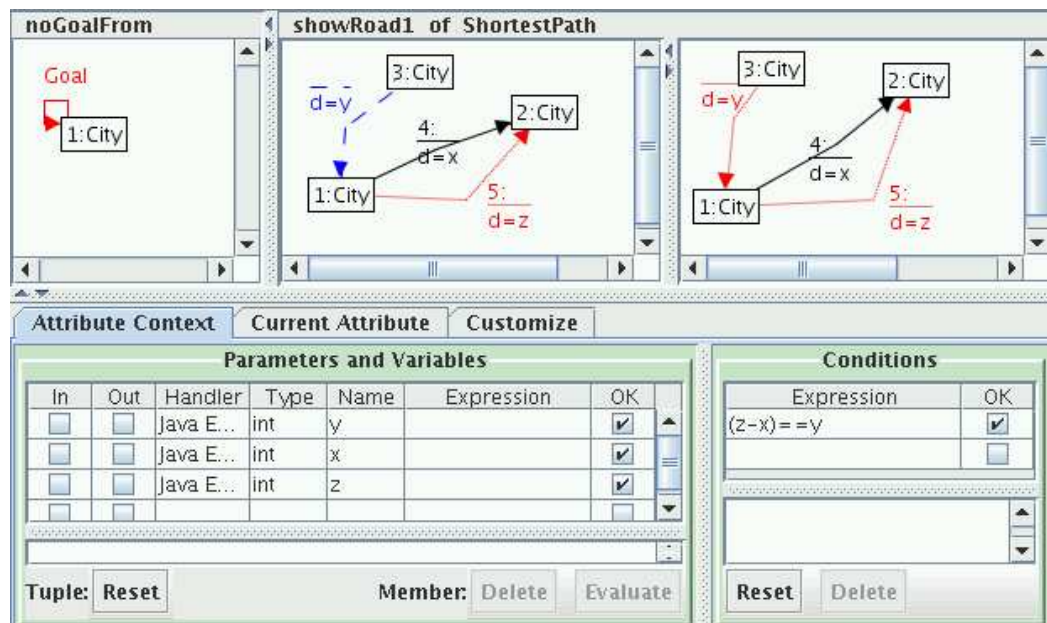 noGoalFrom
showRoad1 of ShortestPath
Goal
1:City
3:City
d=y
2:City
4:
d=x
1:City
5:
d=z
3:City
d=y
2:City
4:
d=x
1:City
5:
d=z
Attribute Context Current Attribute Customize
Parameters and Variables
In Out Handler Type Name Expression OK
Java E... int y
Java E... int x
Java E... int z
Tuple: Reset Member: Delete Evaluate
Conditions
Expression OK
(z-x)==y
Reset Delete